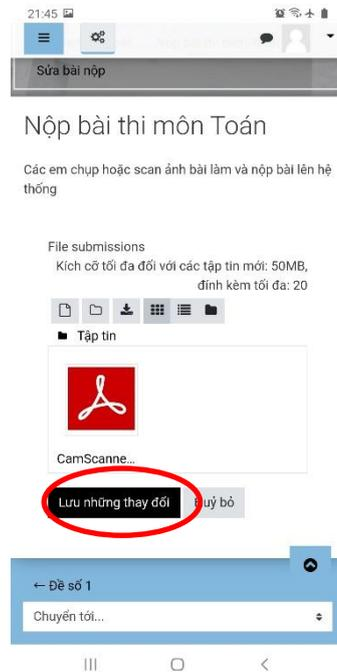 21:45
Sửa bài nộp
Nộp bài thi môn Toán
Các em chụp hoặc scan ảnh bài làm và nộp bài lên hệ
thống
File submissions
Kích cỡ tối đa đối với các tập tin mới: 50MB,
đính kèm tối đa: 20
Tập tin
CamScanne...
Lưu những thay đổi
Huỷ bỏ
← Đề số 1
Chuyển tới...